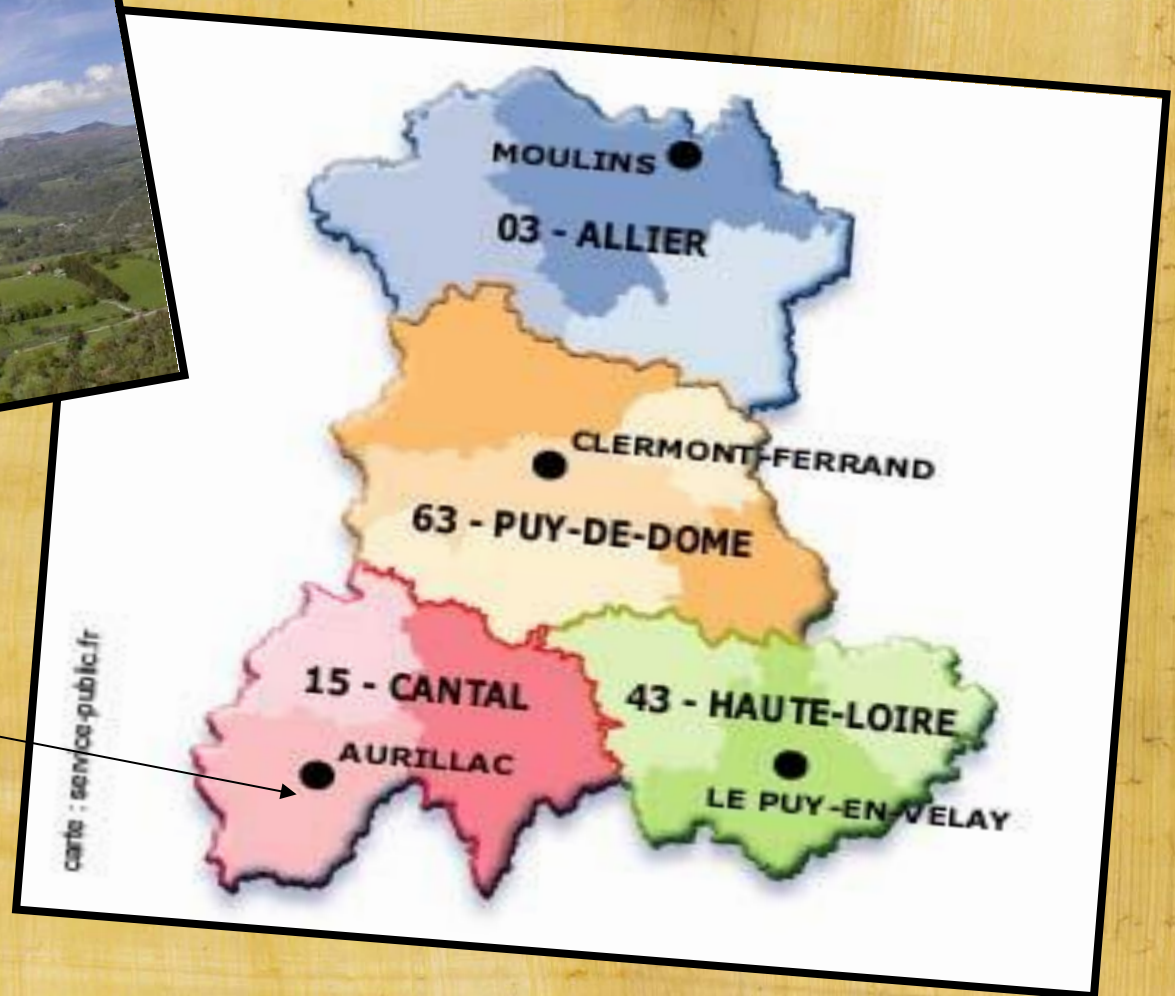 MOULINS
03 - ALLIER
CLERMONT-FERRAND
63 - PUY-DE-DOME
15 - CANTAL
43 - HAUTE-LOIRE
AURILLAC
LE PUY-EN-VELAY
carte : service-public.fr